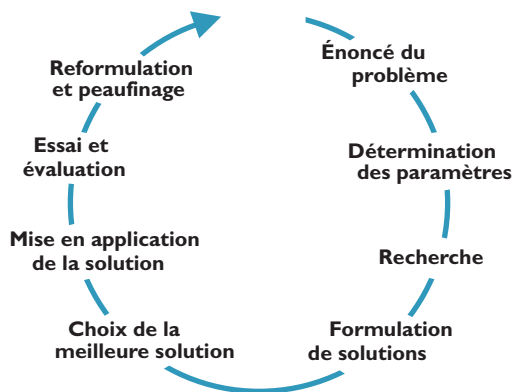 Énoncé du
problème
Détermination
des paramètres
Recherche
Formulation
de solutions
Choix de la
meilleure solution
Mise en application
de la solution
Essai et
évaluation
Reformulation
et peaufinage